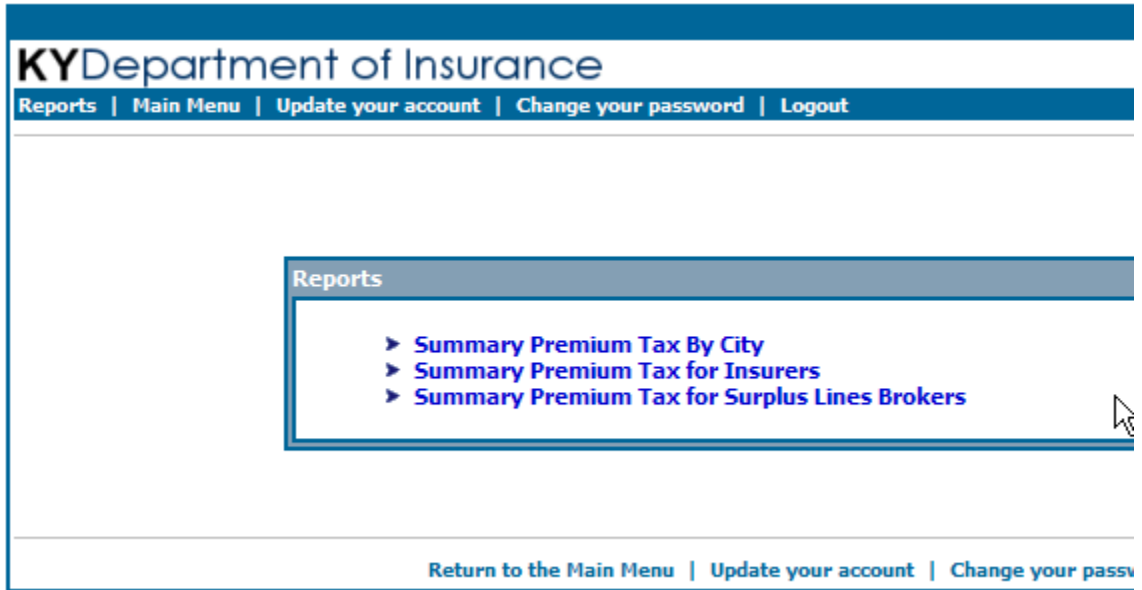 KYDepartment of Insurance
Reports | Main Menu | Update your account | Change your password | Logout
Reports
Summary Premium Tax By City
Summary Premium Tax for Insurers
Summary Premium Tax for Surplus Lines Brokers
Return to the Main Menu | Update your account | Change your